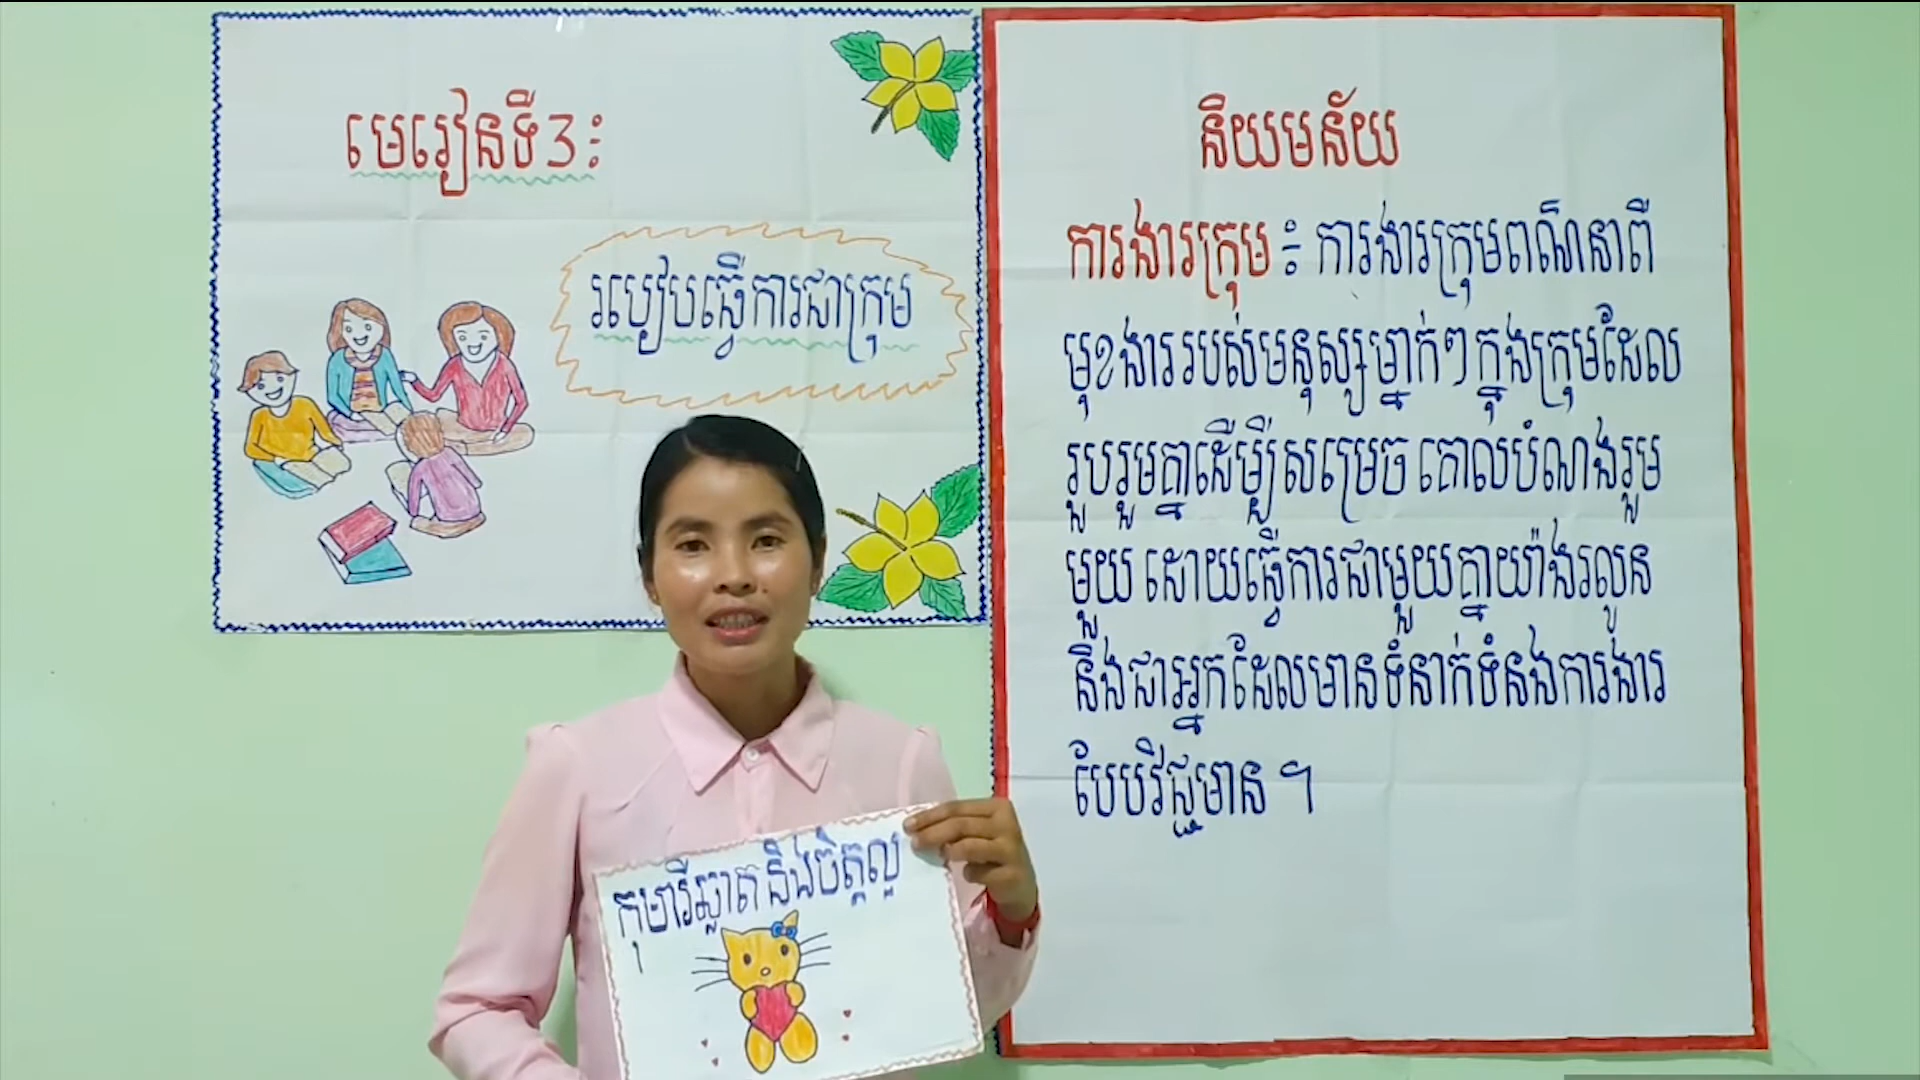 មេរៀនទី3ៈ
របៀបធ្វើការជាក្រុម
និយមន័យ
ការងារក្រុម ៖ ការងារក្រុមពណ៌នាពី
មុខងាររបស់មនុស្សម្នាក់ៗក្នុងក្រុមដែល
រួបរួមគ្នាដើម្បីសម្រេចគោលបំណងរួម
មួយ ដោយធ្វើការជាមួយគ្នាយ៉ាងរលូន
និងជាអ្នកដែលមានទំនាក់ទំនងការងារ
បែបវិជ្ជមាន ។
កុមារីឆ្លាត និងចិត្តល្អ